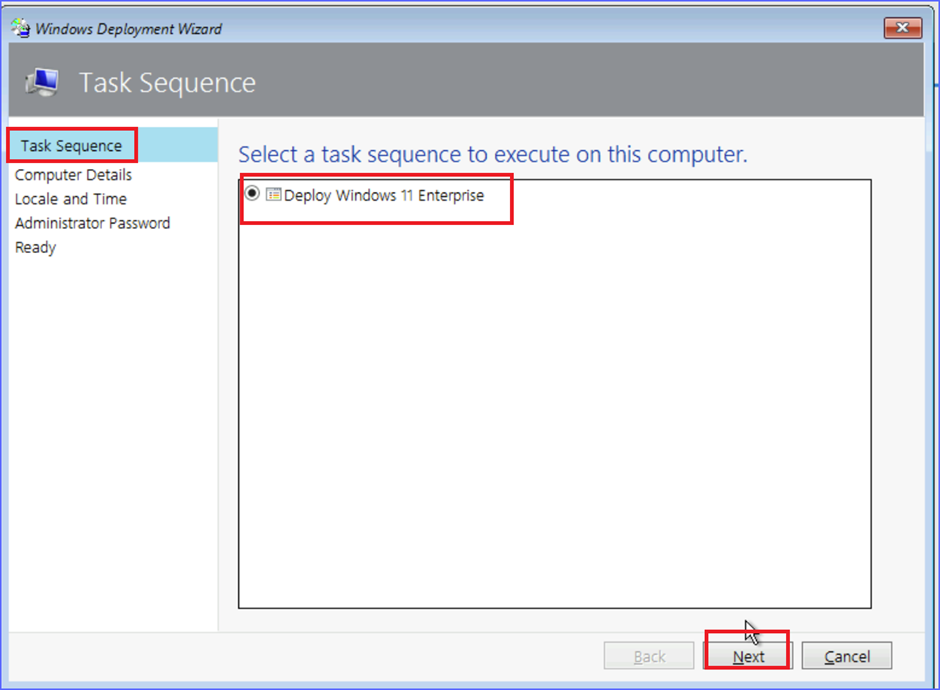 Windows Deployment Wizard
Task Sequence
Task Sequence
Computer Details
Locale and Time
Administrator Password
Ready
Select a task sequence to execute on this computer.
Deploy Windows 11 Enterprise
Back
Next
Cancel